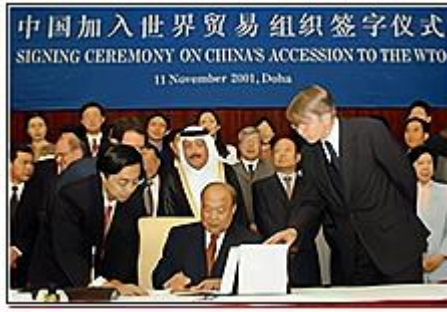 中国加入世界贸易组织签字仪式
SIGNING CEREMONY ON CHINA'S ACCESSION TO THE WTO
11 November 2001, Doha